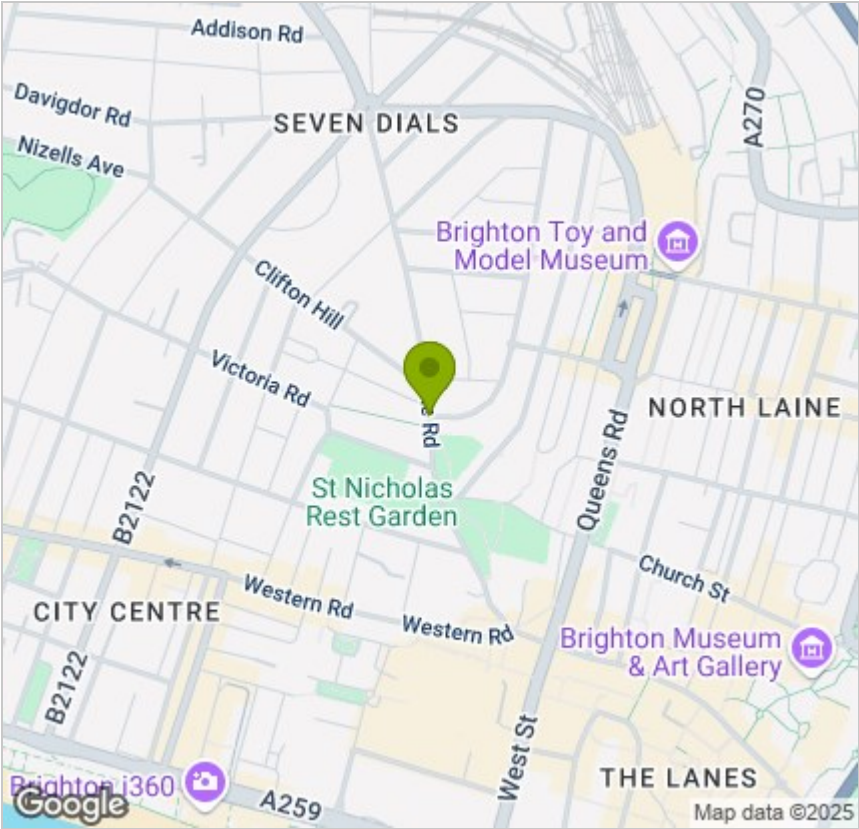 Addison Rd
Davigdor Rd
SEVEN DIALS
A270
Nizells Ave
Brighton Toy and
Model Museum
Clifton Hill
Victoria Rd
Rd
NORTH LAINE
Queens Rd
B2122
St Nicholas
Rest Garden
Church St
Western Rd
CITY CENTRE
Western Rd
Brighton Museum
& Art Gallery
B2122
West St
THE LANES
Brighton i360
Google
A259
Map data ©2025